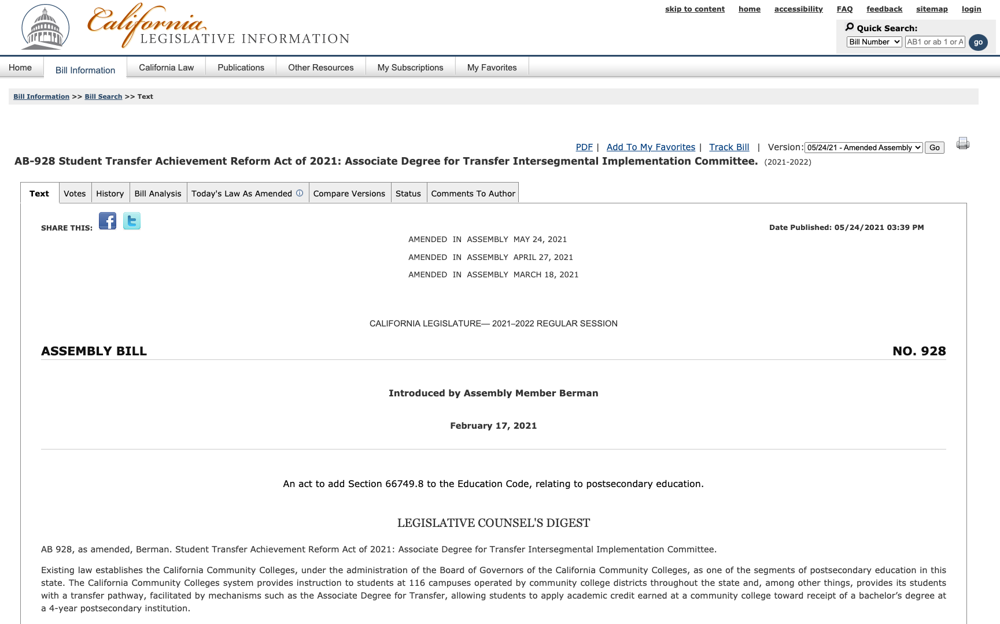 skip to content home accessibility FAQ feedback sitemap login
California
LEGISLATIVE INFORMATION
Quick Search:
Bill Number AB1 or ab 1 or A go
Home Bill Information California Law Publications Other Resources My Subscriptions My Favorites
Bill Information >> Bill Search >> Text
PDF | Add To My Favorites | Track Bill | Version: 05/24/21 - Amended Assembly Go
AB-928 Student Transfer Achievement Reform Act of 2021: Associate Degree for Transfer Intersegmental Implementation Committee. (2021-2022)
Text Votes History Bill Analysis Today's Law As Amended Compare Versions Status Comments To Author
SHARE THIS: Date Published: 05/24/2021 03:39 PM
AMENDED IN ASSEMBLY MAY 24, 2021
AMENDED IN ASSEMBLY APRIL 27, 2021
AMENDED IN ASSEMBLY MARCH 18, 2021
CALIFORNIA LEGISLATURE— 2021–2022 REGULAR SESSION
ASSEMBLY BILL NO. 928
Introduced by Assembly Member Berman
February 17, 2021
An act to add Section 66749.8 to the Education Code, relating to postsecondary education.
LEGISLATIVE COUNSEL'S DIGEST
AB 928, as amended, Berman. Student Transfer Achievement Reform Act of 2021: Associate Degree for Transfer Intersegmental Implementation Committee.
Existing law establishes the California Community Colleges, under the administration of the Board of Governors of the California Community Colleges, as one of the segments of postsecondary education in this
state. The California Community Colleges system provides instruction to students at 116 campuses operated by community college districts throughout the state and, among other things, provides its students
with a transfer pathway, facilitated by mechanisms such as the Associate Degree for Transfer, allowing students to apply academic credit earned at a community college toward receipt of a bachelor’s degree at
a 4-year postsecondary institution.